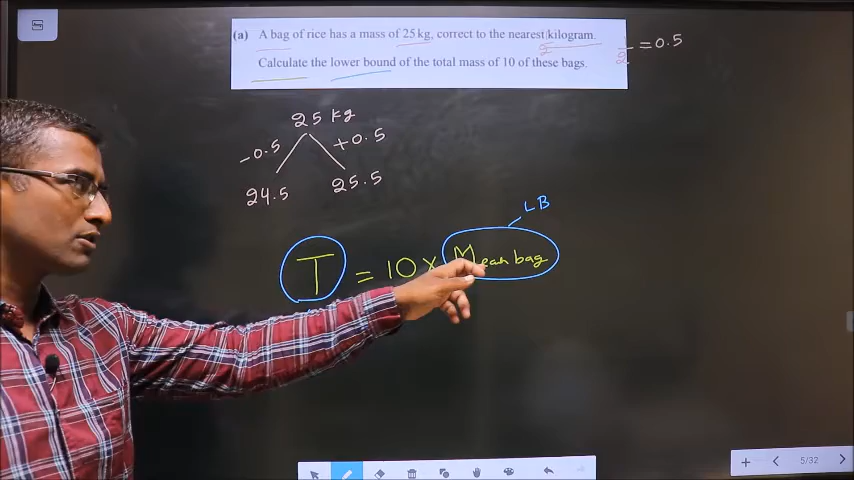 (a) A bag of rice has a mass of 25 kg, correct to the nearest kilogram.
Calculate the lower bound of the total mass of 10 of these bags.
2
1/2 = 0.5
25 kg
-0.5 +0.5
24.5 25.5
LB
T = 10 × Mean bag
5/32